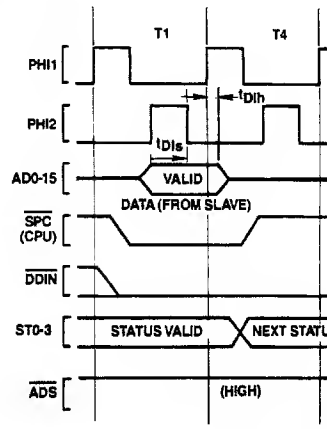 T1 T4
PHI1
tDIh
PHI2
tDIs
AD0-15
VALID
DATA (FROM SLAVE)
SPC
(CPU)
DDIN
ST0-3
STATUS VALID
NEXT STATU
ADS
(HIGH)